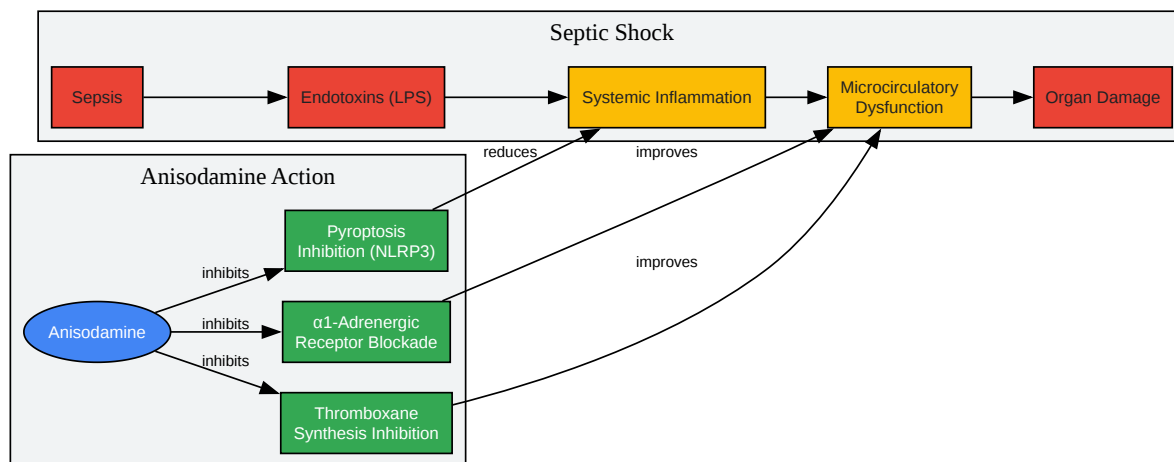 Septic Shock
Sepsis
Endotoxins (LPS)
Systemic Inflammation
Microcirculatory
Dysfunction
Organ Damage
reduces
improves
Anisodamine Action
Pyroptosis
Inhibition (NLRP3)
inhibits
improves
Anisodamine
inhibits
α1-Adrenergic
Receptor Blockade
inhibits
Thromboxane
Synthesis Inhibition